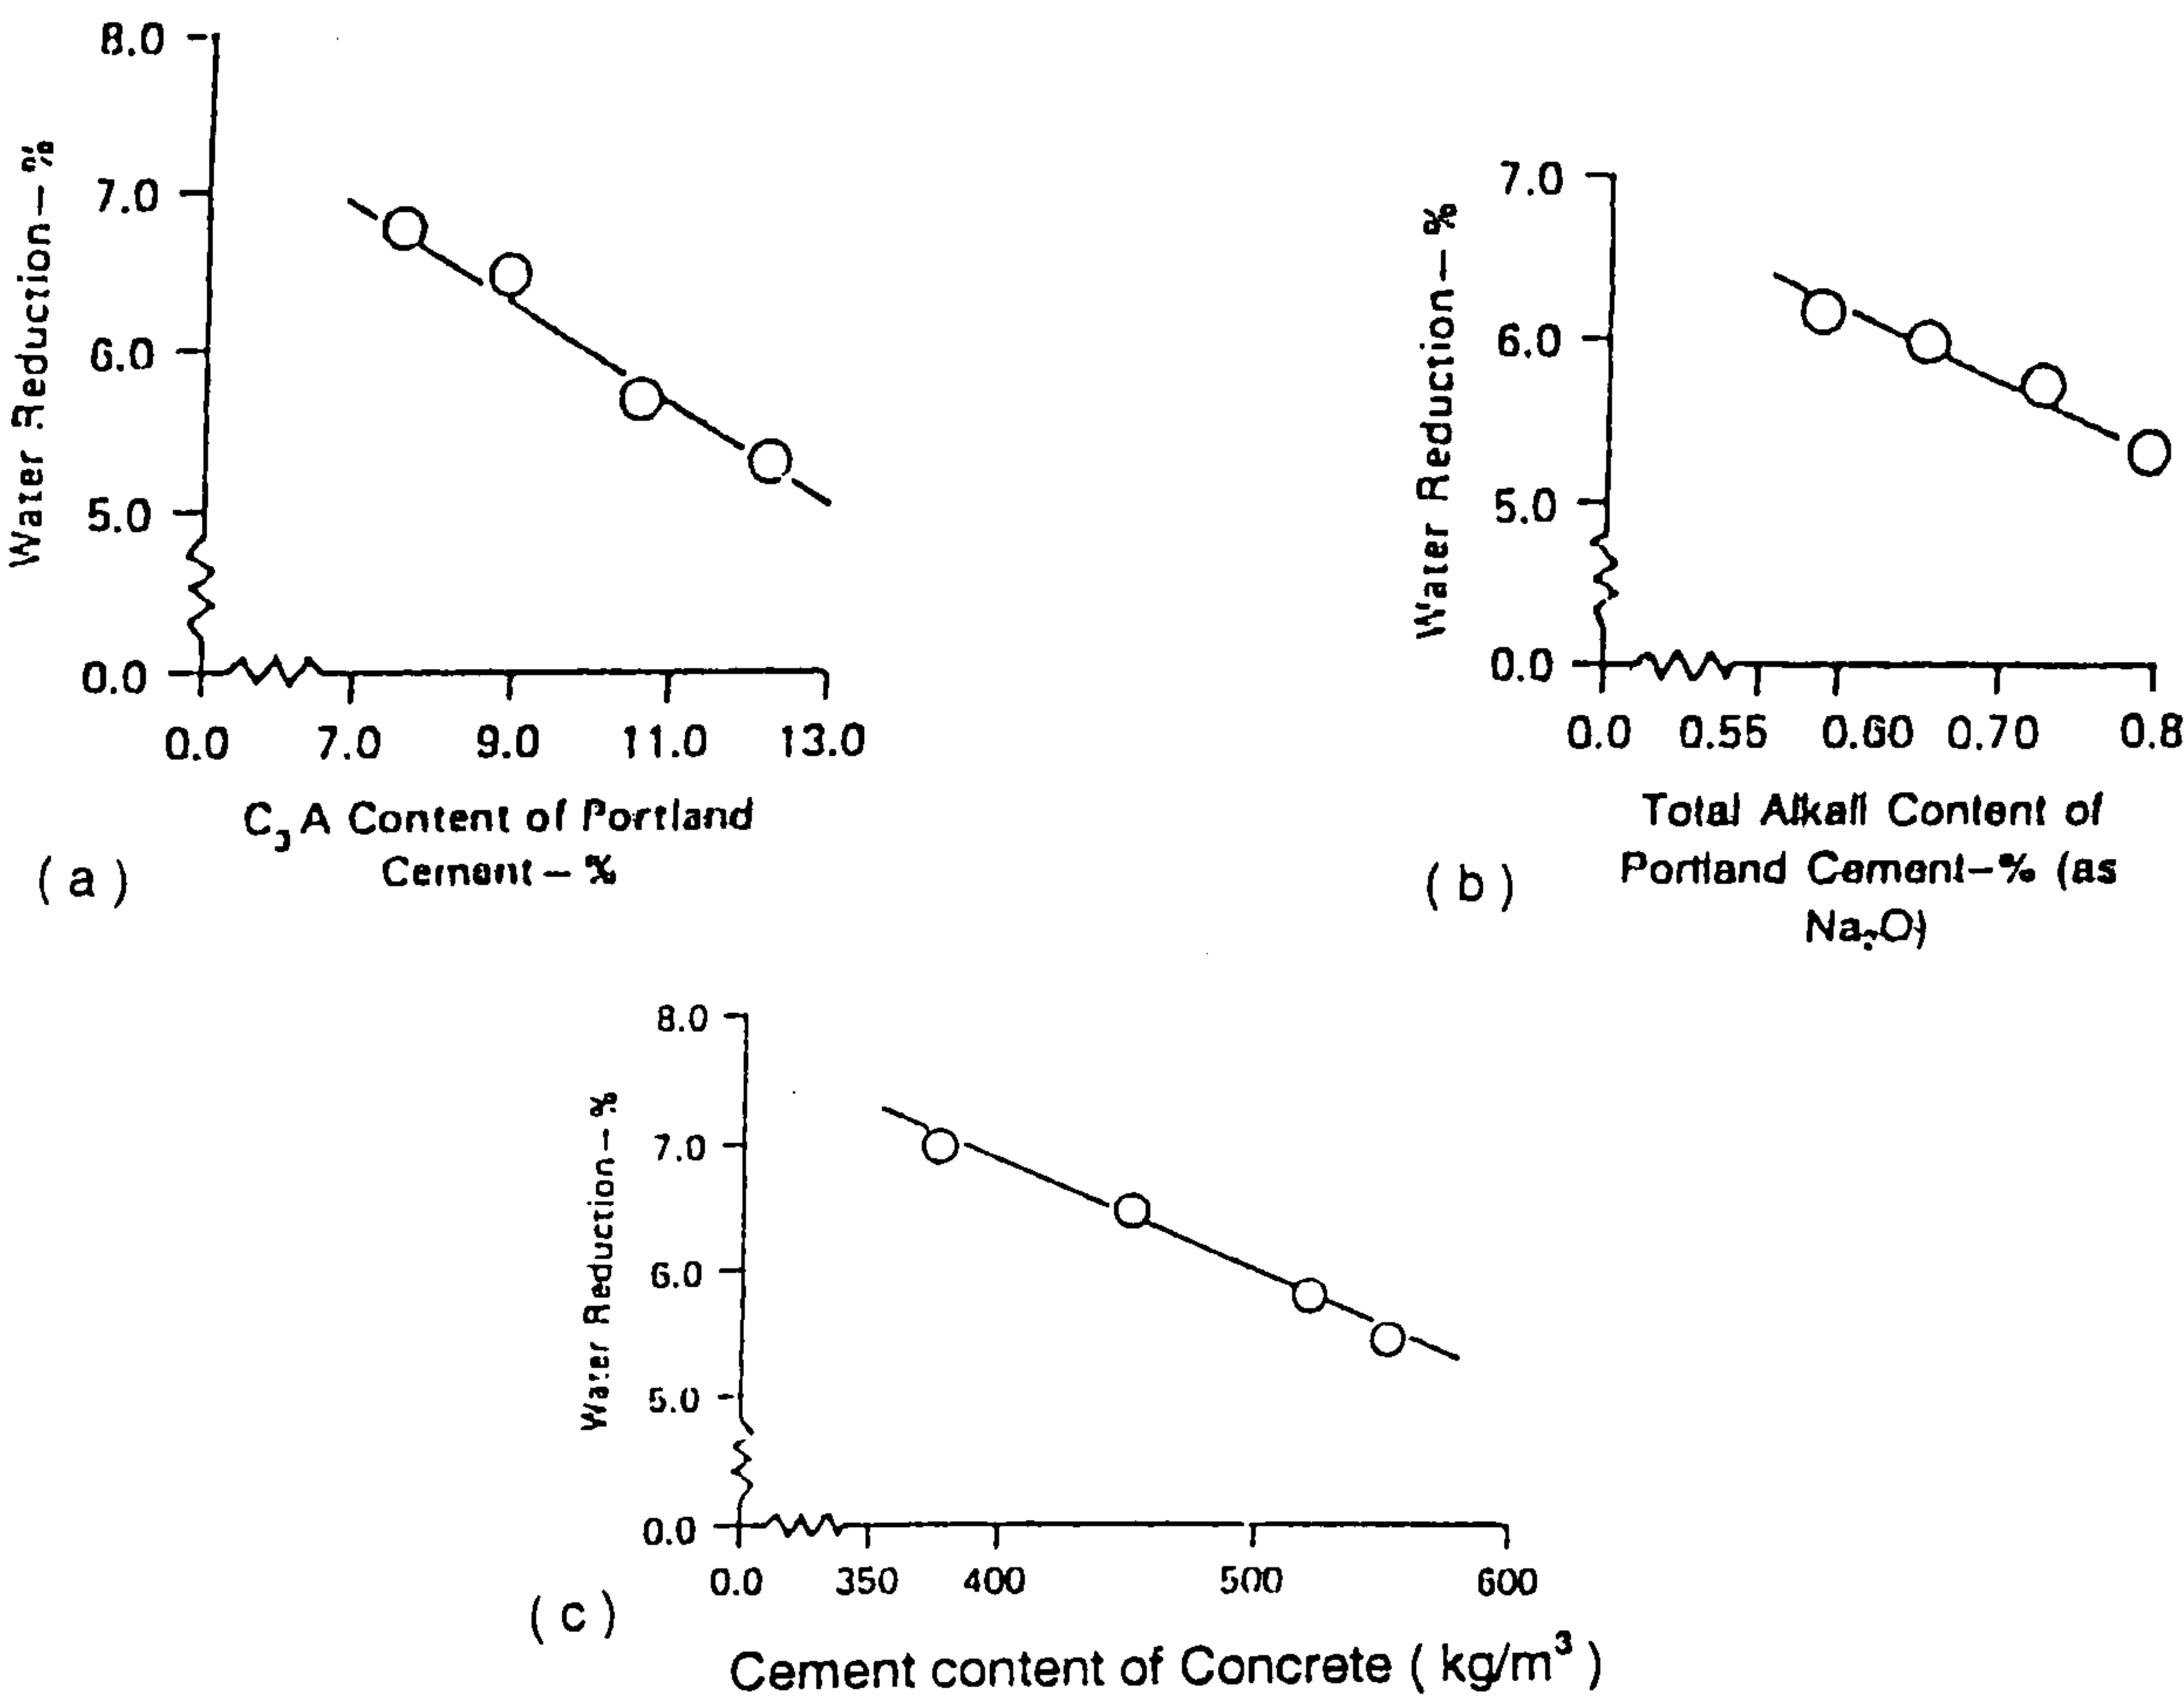 8.0
7.0
6.0
5.0
0.0
Water Reduction–%
0.0 7.0 9.0 11.0 13.0
C₃A Content of Portland
Cement – %
(a)
7.0
6.0
5.0
0.0
Water Reduction–%
0.0 0.55 0.60 0.70 0.8
Total Alkali Content of
Portland Cement–% (as
Na₂O)
(b)
8.0
7.0
6.0
5.0
0.0
Water Reduction–%
0.0 350 400 500 600
(c)
Cement content of Concrete ( kg/m³ )